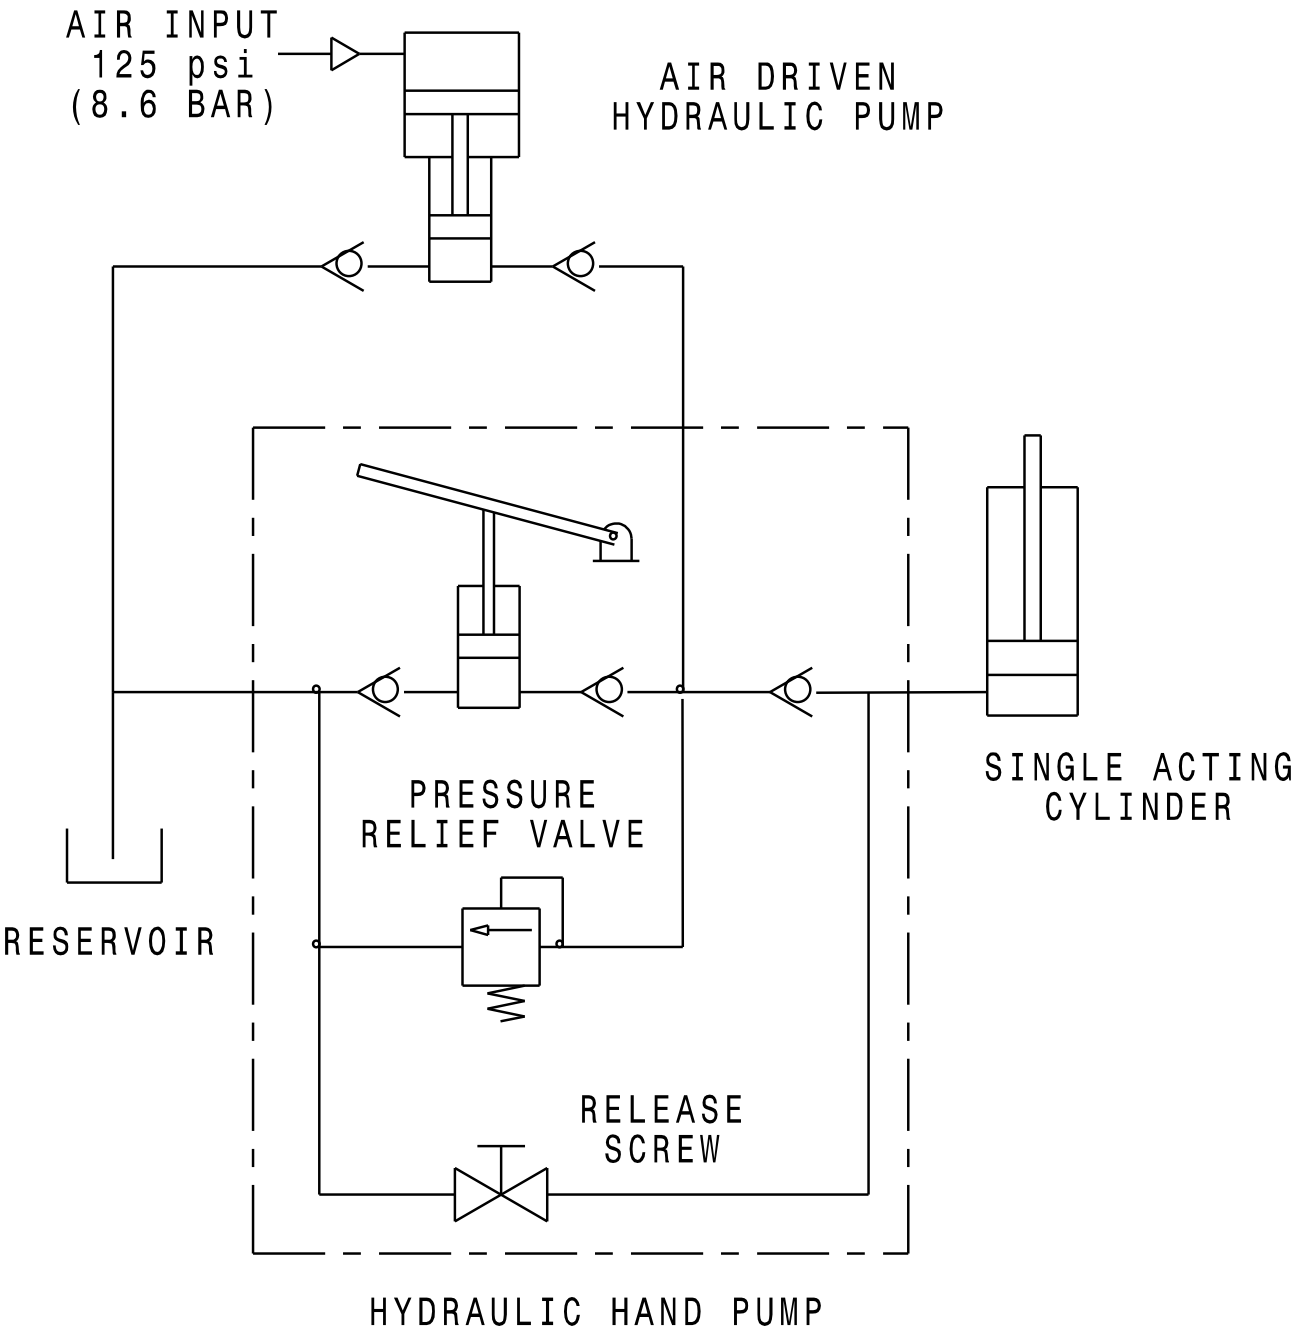 AIR INPUT
125 psi
(8.6 BAR)
AIR DRIVEN
HYDRAULIC PUMP
PRESSURE
RELIEF VALVE
SINGLE ACTING
CYLINDER
RESERVOIR
RELEASE
SCREW
HYDRAULIC HAND PUMP